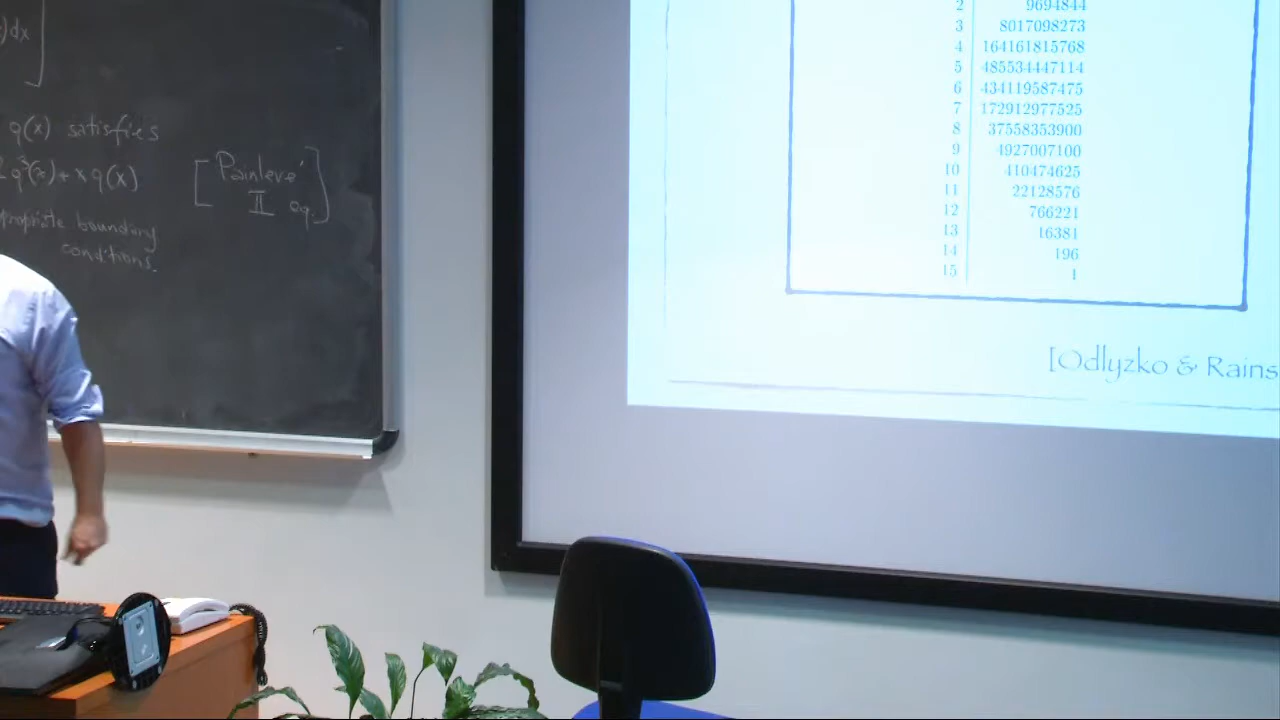 )dx
q(x) satisfies
2q³(x)+xq(x)
[Painlevé
II eq.]
propriate boundary
conditions.
2 9694844
3 8017098273
4 164161815768
5 485534447114
6 434119587475
7 172912977525
8 37558353900
9 4927007100
10 410474625
11 22128576
12 766221
13 16381
14 196
15 1
[Odlyzko & Rains